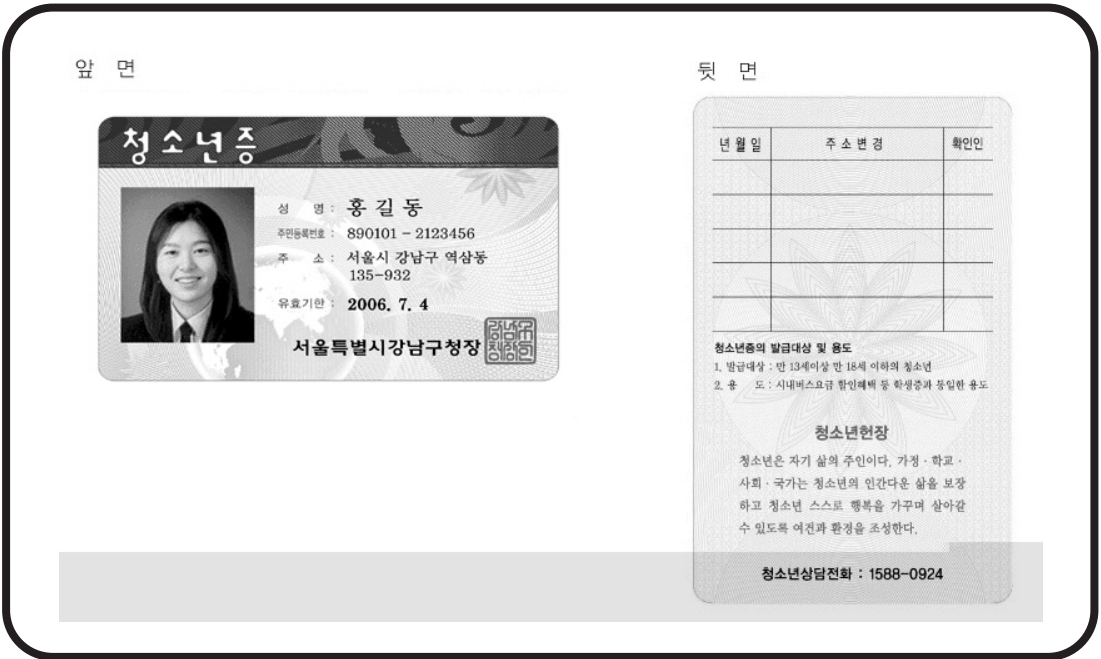 앞 면
청소년증
성 명 : 홍 길 동
주민등록번호 : 890101 - 2123456
주 소 : 서울시 강남구 역삼동
135-932
유효기한 : 2006. 7. 4
서울특별시강남구청장
뒷 면
년 월 일 주 소 변 경 확인인
청소년증의 발급대상 및 용도
1. 발급대상 : 만 13세이상 만 18세 이하의 청소년
2. 용 도 : 시내버스요금 할인혜택 등 학생증과 동일한 용도
청소년헌장
청소년은 자기 삶의 주인이다. 가정 · 학교 ·
사회 · 국가는 청소년의 인간다운 삶을 보장
하고 청소년 스스로 행복을 가꾸며 살아갈
수 있도록 여건과 환경을 조성한다.
청소년상담전화 : 1588-0924